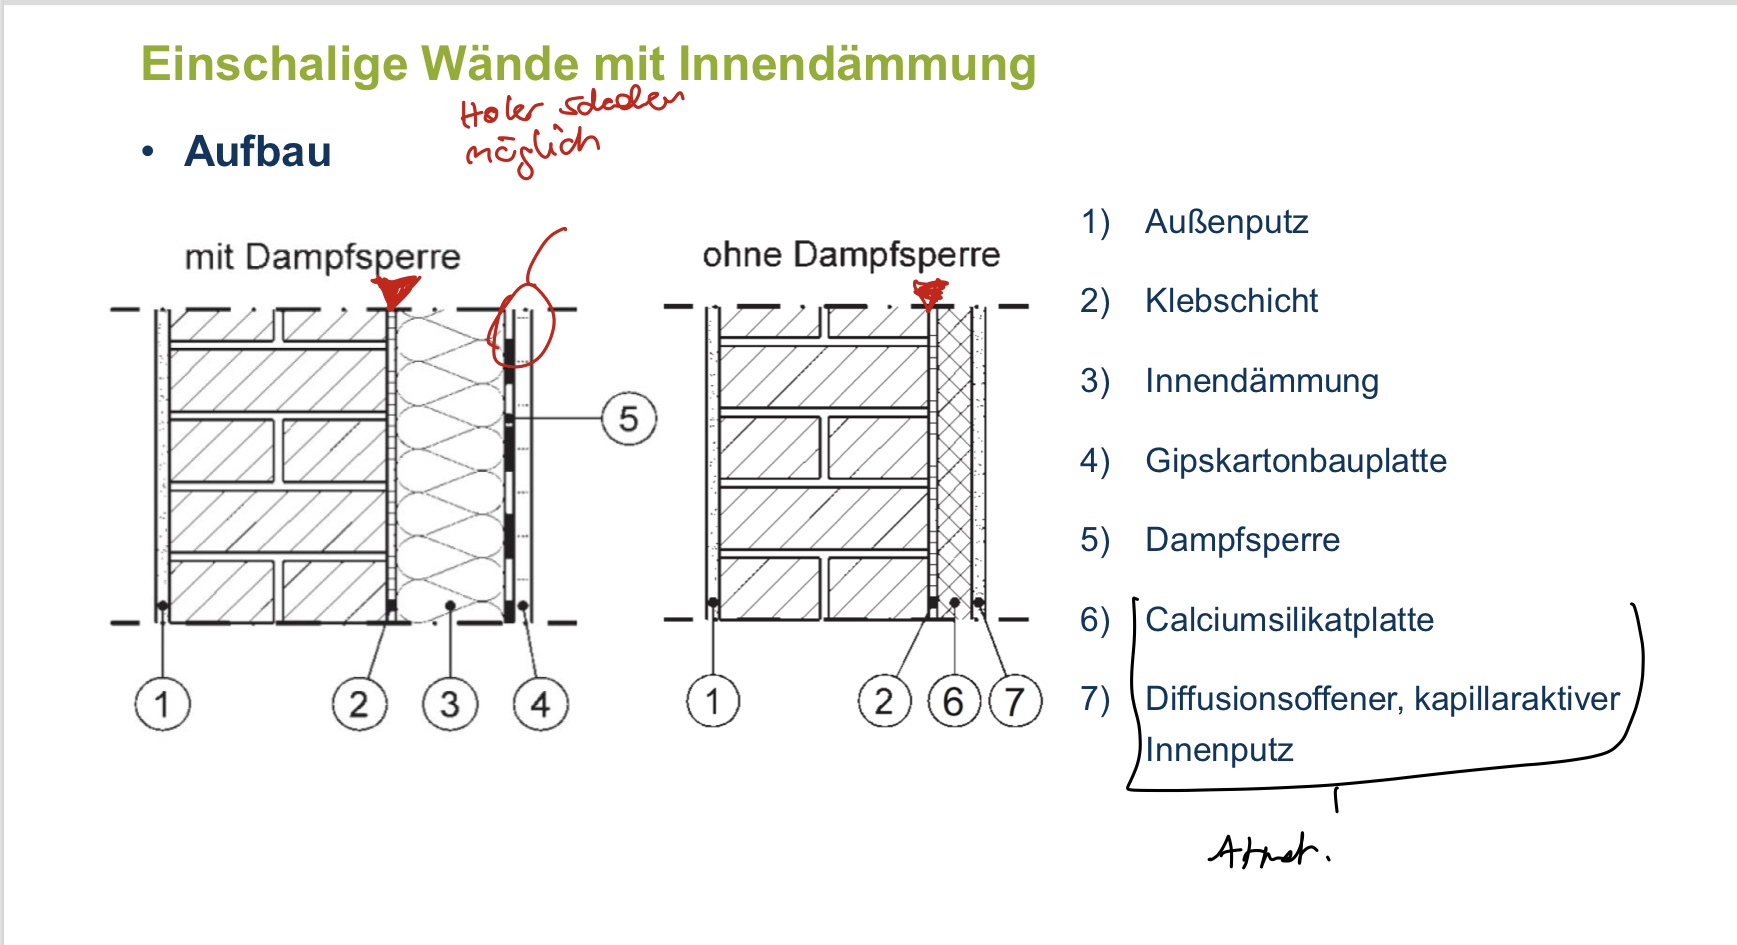 Einschalige Wände mit Innendämmung
schaden
möglich
• Aufbau
mit Dampfsperre
ohne Dampfsperre
5
1
2
3
4
1
2
6
7
1) Außenputz
2) Klebschicht
3) Innendämmung
4) Gipskartonbauplatte
5) Dampfsperre
6) Calciumsilikatplatte
7) Diffusionsoffener, kapillaraktiver
Innenputz
Atmet.